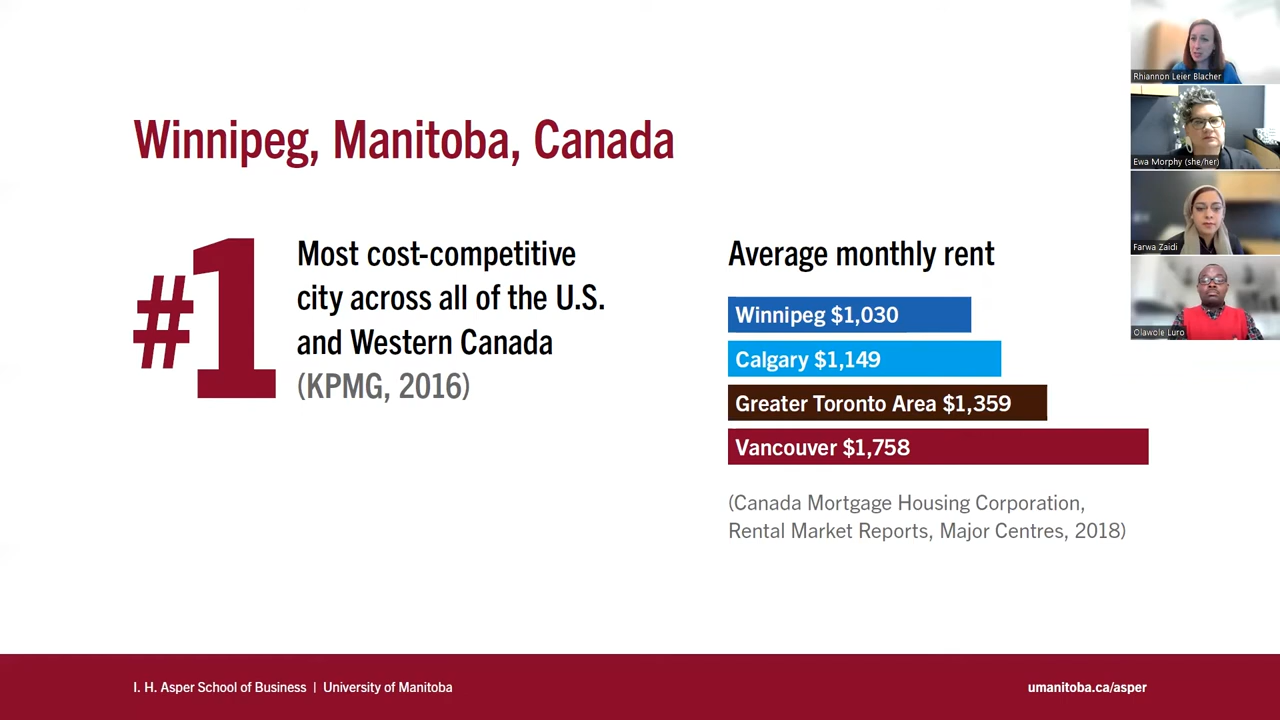 Winnipeg, Manitoba, Canada
#1
Most cost-competitive
city across all of the U.S.
and Western Canada
(KPMG, 2016)
Average monthly rent
Winnipeg $1,030
Calgary $1,149
Greater Toronto Area $1,359
Vancouver $1,758
(Canada Mortgage Housing Corporation,
Rental Market Reports, Major Centres, 2018)
Rhiannon Leier Blacher
Ewa Morphy (she/her)
Farwa Zaidi
Olawole Luro
I. H. Asper School of Business | University of Manitoba
umanitoba.ca/asper